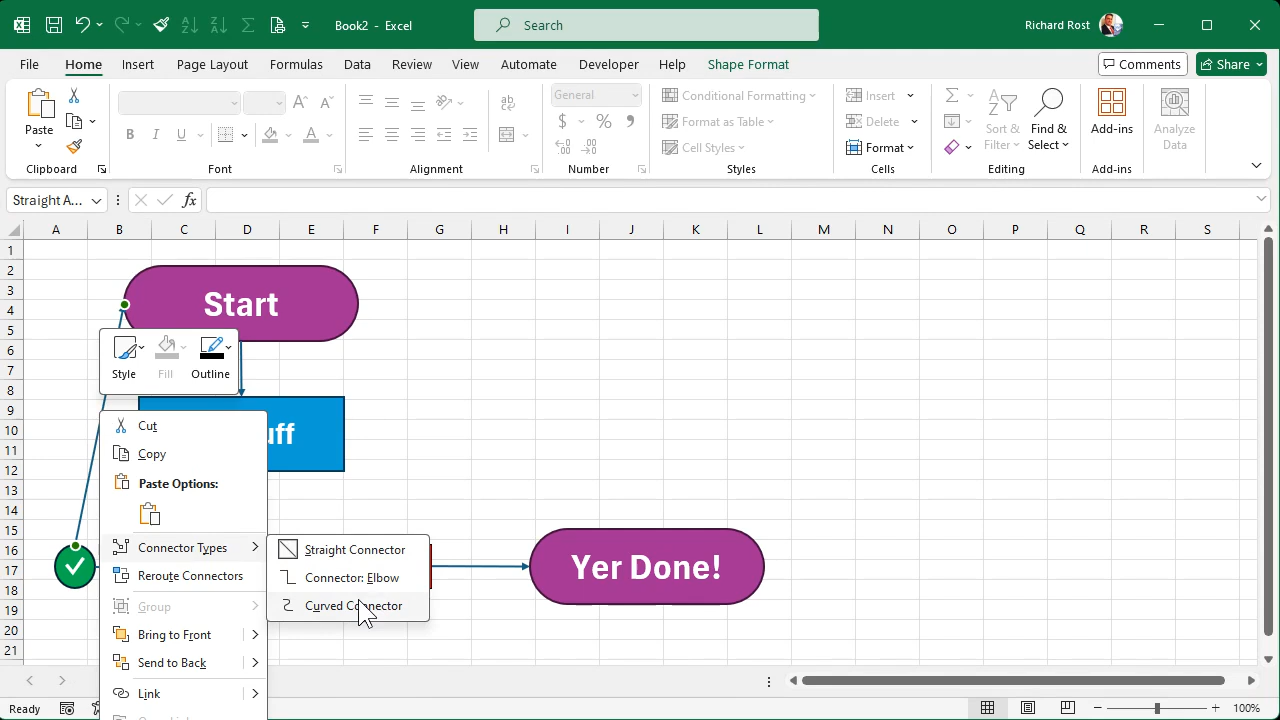 Book2 - Excel
Search
Richard Rost
File Home Insert Page Layout Formulas Data Review View Automate Developer Help Shape Format
Comments
Share
General
Conditional Formatting
Insert
Paste
Format as Table
Delete
Sort & Filter
Find & Select
Add-ins
Analyze Data
Cell Styles
Format
Clipboard Font Alignment Number Styles Cells Editing Add-ins
Straight A...
fx
A B C D E F G H I J K L M N O P Q R S
1
2
3
Start
4
5
6
Style Fill Outline
7
8
9
10
uff
11
12
13
14
15
16
17
18
19
20
21
Cut
Copy
Paste Options:
Connector Types
Reroute Connectors
Group
Bring to Front
Send to Back
Link
Straight Connector
Connector: Elbow
Curved Connector
Yer Done!
Ready
100%